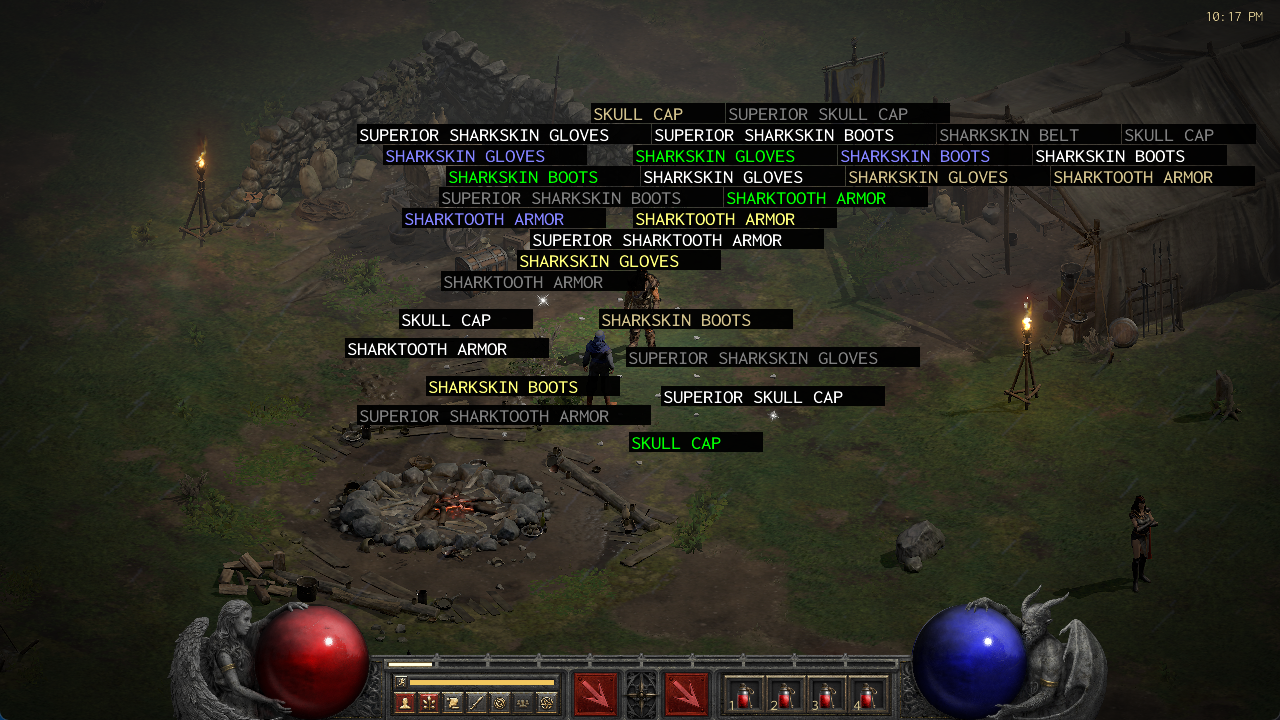 10:17 PM
SKULL CAP SUPERIOR SKULL CAP
SUPERIOR SHARKSKIN GLOVES SUPERIOR SHARKSKIN BOOTS SHARKSKIN BELT SKULL CAP
SHARKSKIN GLOVES SHARKSKIN GLOVES SHARKSKIN BOOTS SHARKSKIN BOOTS
SHARKSKIN BOOTS SHARKSKIN GLOVES SHARKSKIN GLOVES SHARKTOOTH ARMOR
SUPERIOR SHARKSKIN BOOTS SHARKTOOTH ARMOR
SHARKTOOTH ARMOR SHARKTOOTH ARMOR
SUPERIOR SHARKTOOTH ARMOR
SHARKSKIN GLOVES
SHARKTOOTH ARMOR
SKULL CAP SHARKSKIN BOOTS
SHARKTOOTH ARMOR
SUPERIOR SHARKSKIN GLOVES
SHARKSKIN BOOTS
SUPERIOR SKULL CAP
SUPERIOR SHARKTOOTH ARMOR
SKULL CAP
1 2 3 4